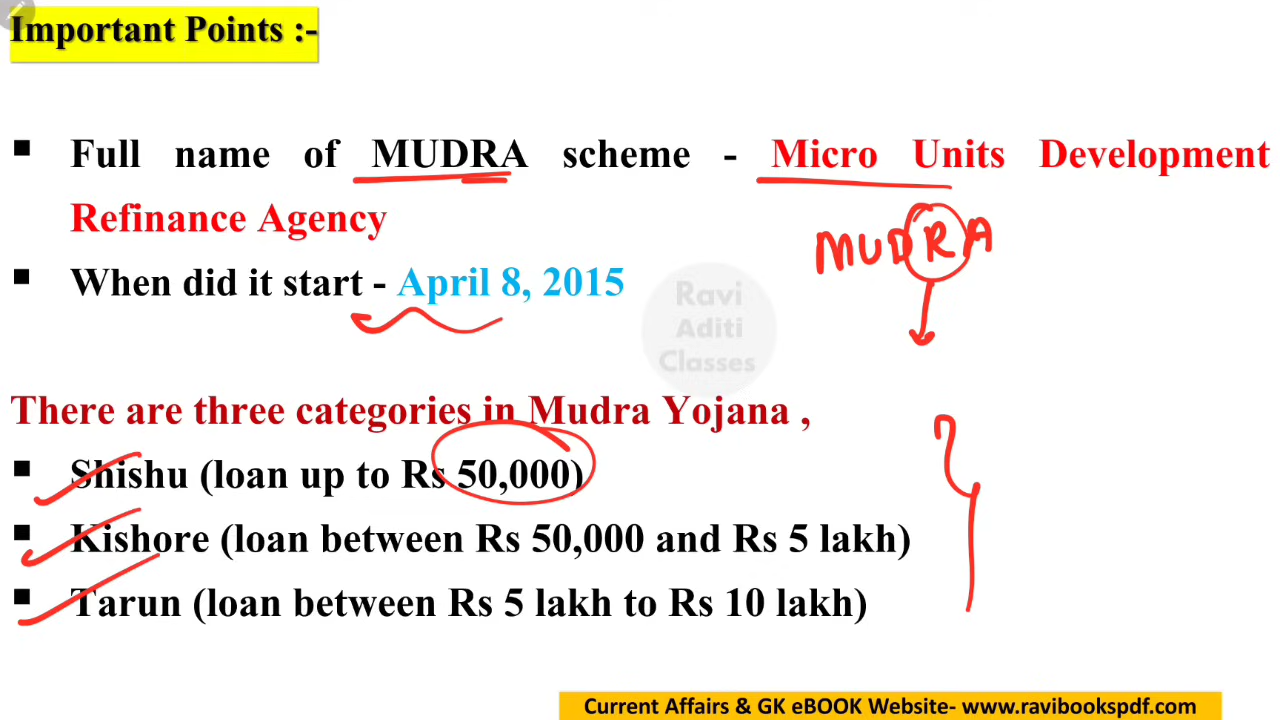 Important Points :-
▪ Full name of MUDRA scheme - Micro Units Development
Refinance Agency
MUDRA
▪ When did it start - April 8, 2015
Ravi
Aditi
Classes
There are three categories in Mudra Yojana ,
▪ Shishu (loan up to Rs 50,000)
▪ Kishore (loan between Rs 50,000 and Rs 5 lakh)
▪ Tarun (loan between Rs 5 lakh to Rs 10 lakh)
Current Affairs & GK eBOOK Website- www.ravibookspdf.com